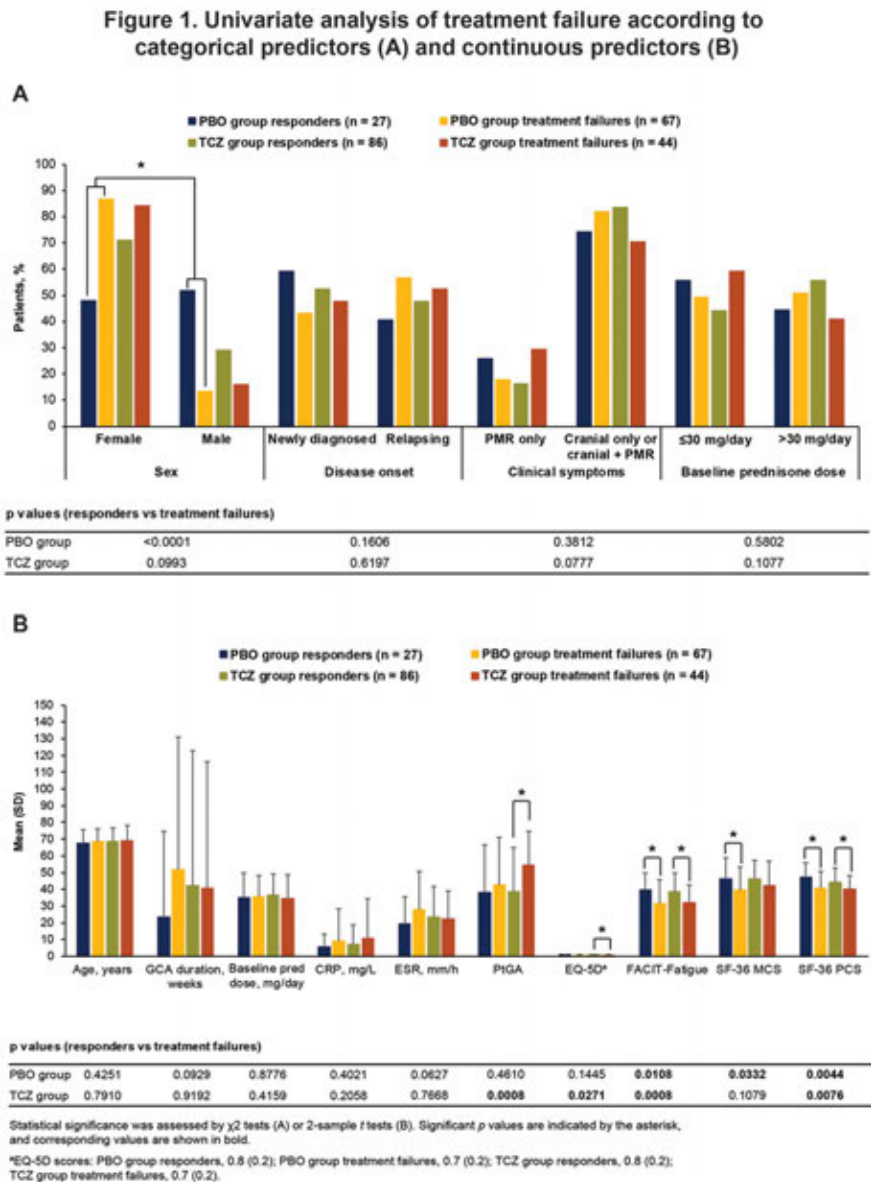 Figure 1. Univariate analysis of treatment failure according to
categorical predictors (A) and continuous predictors (B)
A
PBO group responders (n = 27) PBO group treatment failures (n = 67)
TCZ group responders (n = 86) TCZ group treatment failures (n = 44)
Patients, %
100
90
80
70
60
50
40
30
20
10
0
*
Female Male Newly diagnosed Relapsing PMR only Cranial only or cranial + PMR ≤30 mg/day >30 mg/day
Sex Disease onset Clinical symptoms Baseline prednisone dose
p values (responders vs treatment failures)
PBO group <0.0001 0.1606 0.3812 0.5802
TCZ group 0.0993 0.6197 0.0777 0.1077
B
PBO group responders (n = 27) PBO group treatment failures (n = 67)
TCZ group responders (n = 86) TCZ group treatment failures (n = 44)
Mean (SD)
150
140
130
120
110
100
90
80
70
60
50
40
30
20
10
0
* * * * * * *
Age, years GCA duration, weeks Baseline pred dose, mg/day CRP, mg/L ESR, mm/h PtGA EQ-5D* FACIT-Fatigue SF-36 MCS SF-36 PCS
p values (responders vs treatment failures)
PBO group 0.4251 0.0929 0.8776 0.4021 0.0627 0.4610 0.1445 0.0108 0.0332 0.0044
TCZ group 0.7910 0.9192 0.4159 0.2058 0.7668 0.0008 0.0271 0.0008 0.1079 0.0076
Statistical significance was assessed by χ2 tests (A) or 2-sample t tests (B). Significant p values are indicated by the asterisk,
and corresponding values are shown in bold.
*EQ-5D scores: PBO group responders, 0.8 (0.2); PBO group treatment failures, 0.7 (0.2); TCZ group responders, 0.8 (0.2);
TCZ group treatment failures, 0.7 (0.2).